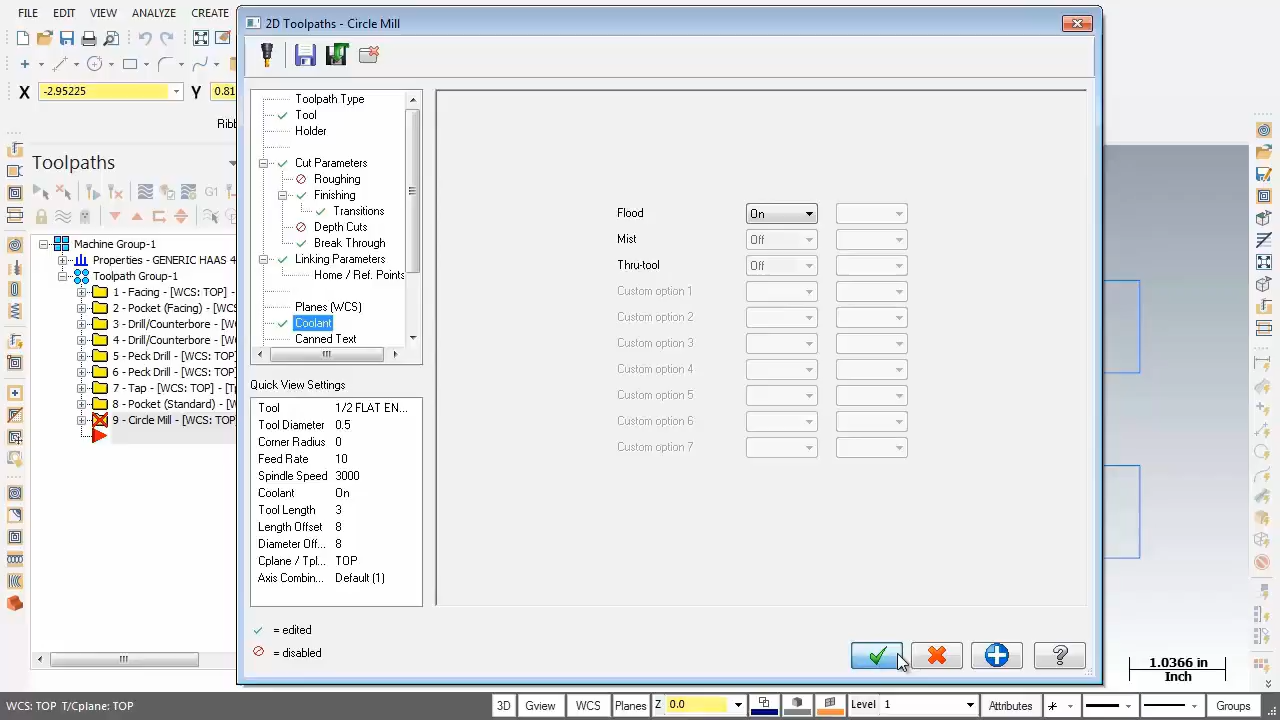 FILE
HOME
VIEW
ANALYZE
CREATE
2D Toolpaths - Circle Mill
X
-2.95225
Y
0.81
Ribb
Toolpaths
G1
Machine Group-1
Properties - GENERIC HAAS 4
Toolpath Group-1
1 - Facing - [WCS: TOP] -
2 - Pocket (Facing) - [WCS:
3 - Drill/Counterbore - [W
4 - Drill/Counterbore - [W
5 - Peck Drill - [WCS: TOP]
6 - Peck Drill - [WCS: TOP]
7 - Tap - [WCS: TOP] - [Tp
8 - Pocket (Standard) - [W
9 - Circle Mill - [WCS: TOP
Toolpath Type
Tool
Holder
Cut Parameters
Roughing
Finishing
Transitions
Depth Cuts
Break Through
Linking Parameters
Home / Ref. Points
Planes (WCS)
Coolant
Canned Text
Quick View Settings
Tool 1/2 FLAT EN...
Tool Diameter 0.5
Corner Radius 0
Feed Rate 10
Spindle Speed 3000
Coolant On
Tool Length 3
Length Offset 8
Diameter Off... 8
Cplane / Tpl... TOP
Axis Combin... Default (1)
= edited
= disabled
Flood On
Mist Off
Thru-tool Off
Custom option 1
Custom option 2
Custom option 3
Custom option 4
Custom option 5
Custom option 6
Custom option 7
1.0366 in
Inch
WCS: TOP T/Cplane: TOP
3D
Gview
WCS
Planes
Z
0.0
Level
1
Attributes
Groups